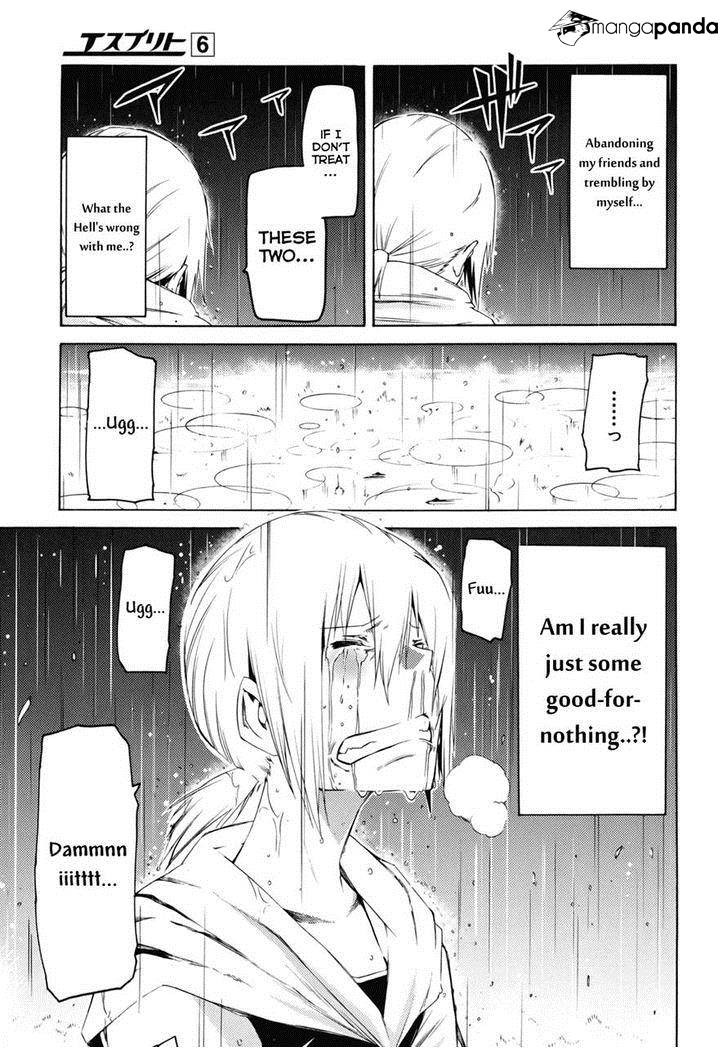 エスプリト 6
mangapanda
Abandoning
my friends and
trembling by
myself...
IF I
DON'T
TREAT
...
THESE
TWO...
What the
Hell's wrong
with me..?
……っ
...Ugg...
Am I really
just some
good-for-
nothing..?!
Fuu...
Ugg...
Dammnn
iiitttt...